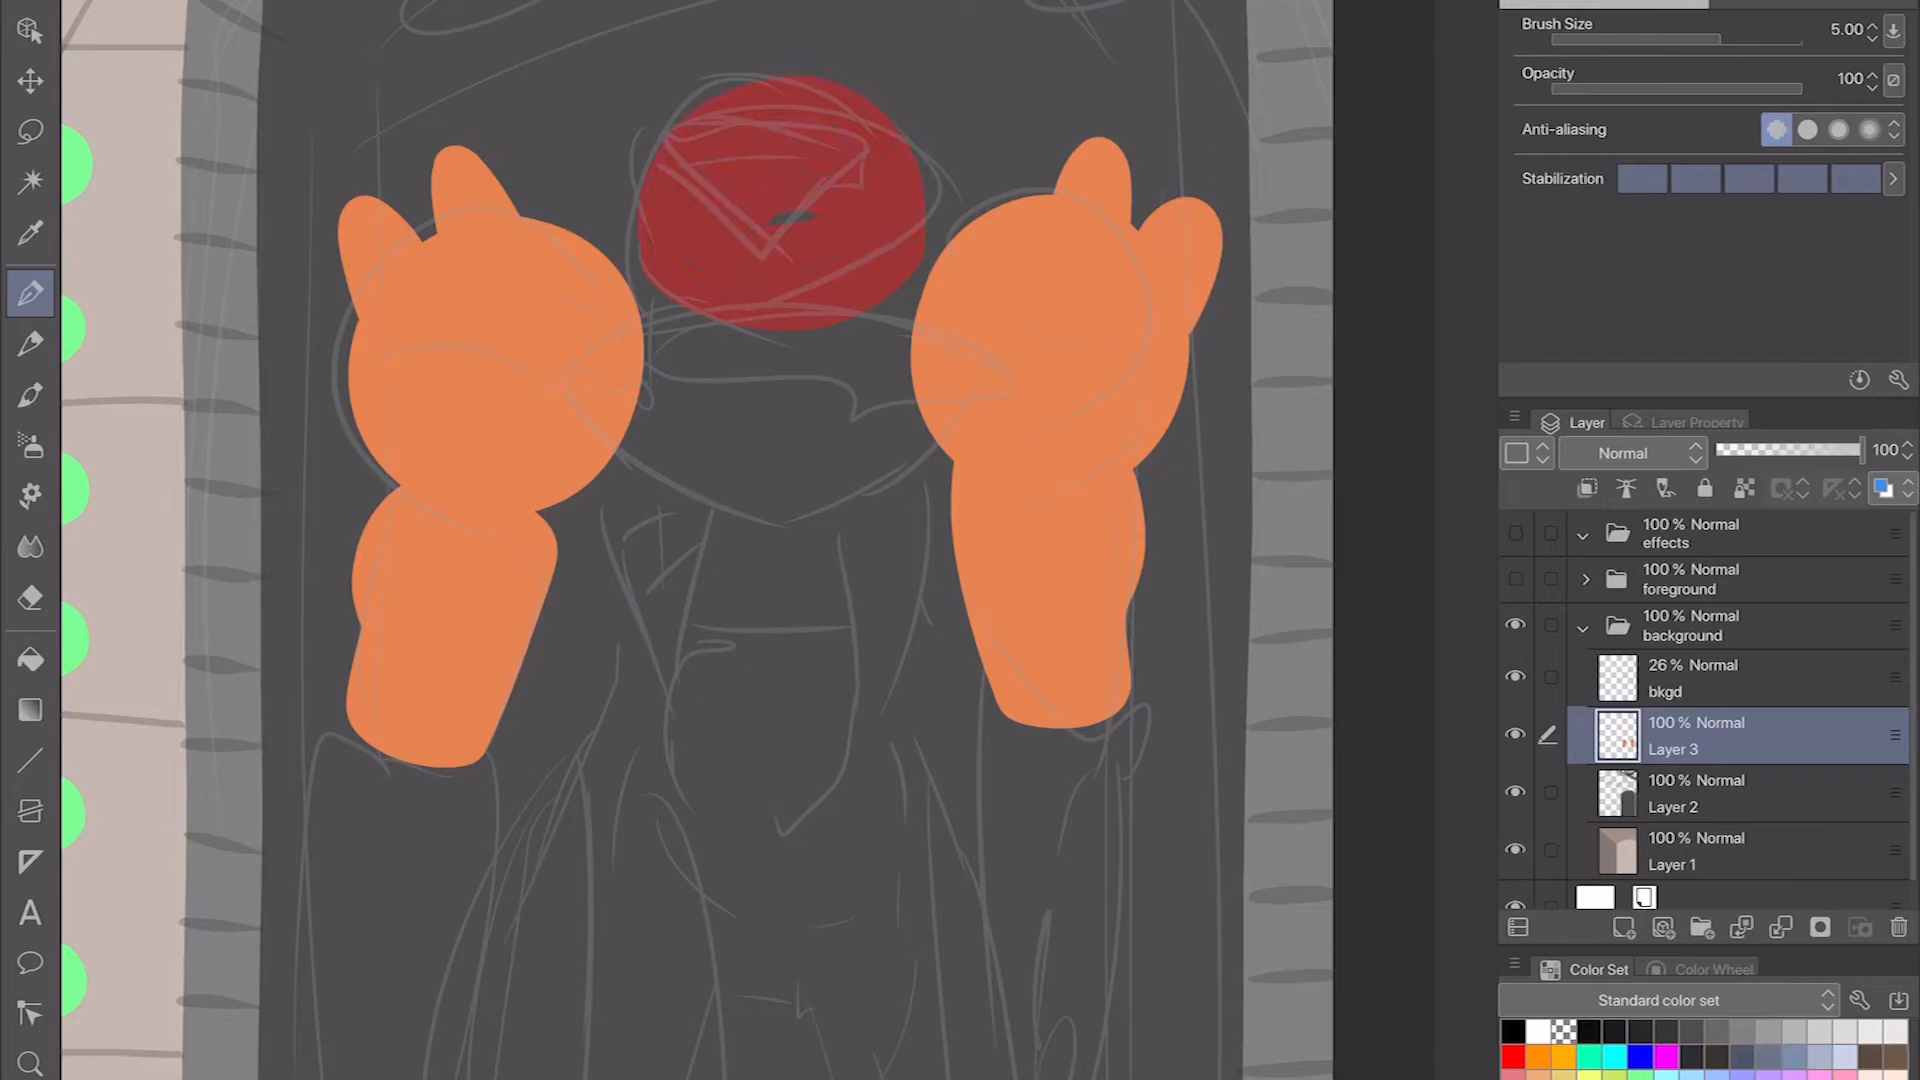 Brush Size 5.00
Opacity 100
Anti-aliasing
Stabilization
Layer Layer Property
Normal 100
100 % Normal
effects
100 % Normal
foreground
100 % Normal
background
26 % Normal
bkgd
100 % Normal
Layer 3
100 % Normal
Layer 2
100 % Normal
Layer 1
Color Set Color Wheel
Standard color set
A